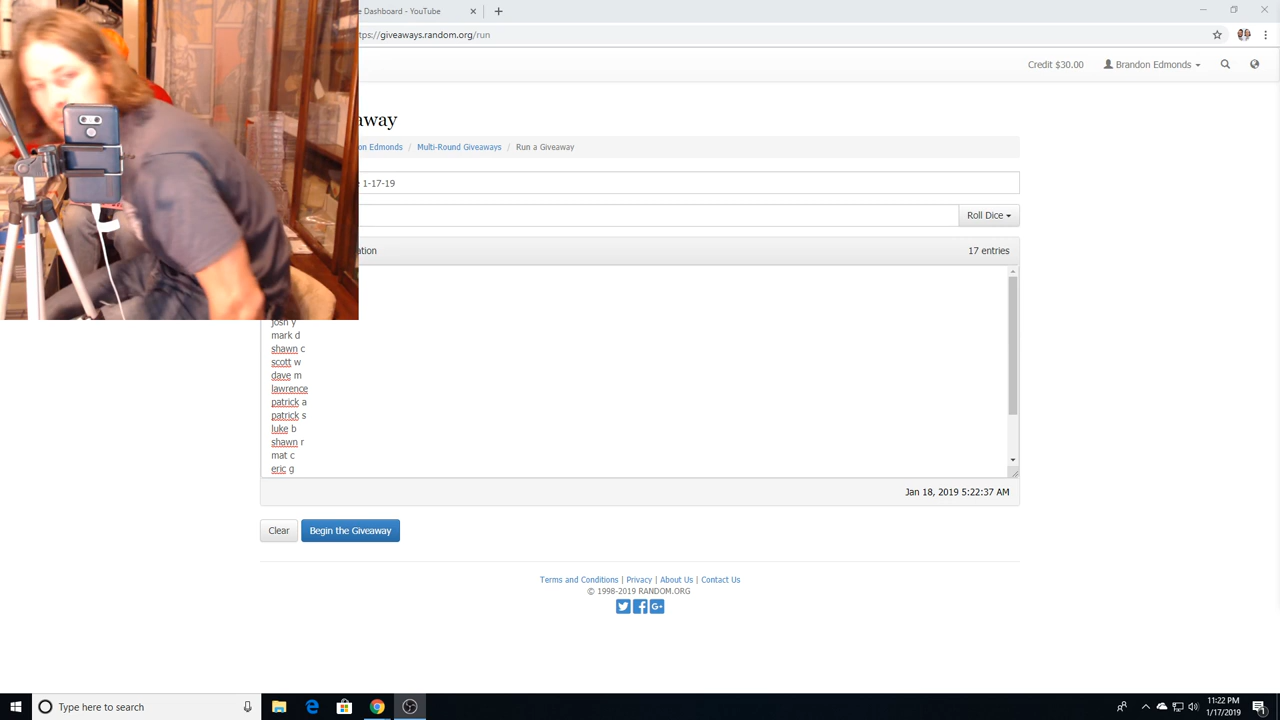 YouTube Studio
Distribution
https://giveaways.random.org/run
Credit $30.00 Brandon Edmonds
away
on Edmonds / Multi-Round Giveaways / Run a Giveaway
1-17-19
Roll Dice
ation 17 entries
josh y
mark d
shawn c
scott w
dave m
lawrence
patrick a
patrick s
luke b
shawn r
mat c
eric g
Jan 18, 2019 5:22:37 AM
Clear Begin the Giveaway
Terms and Conditions | Privacy | About Us | Contact Us
© 1998-2019 RANDOM.ORG
Type here to search
11:22 PM
1/17/2019